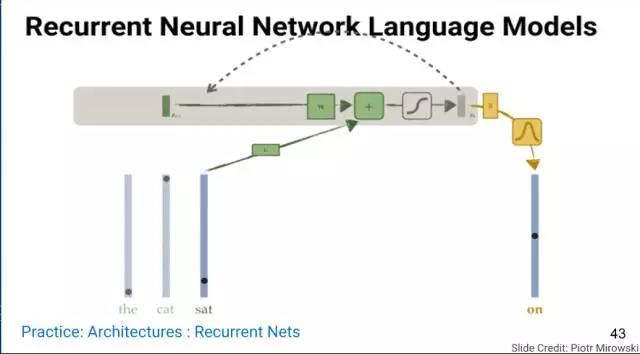 Recurrent Neural Network Language Models
W
+
the cat sat on
Practice: Architectures : Recurrent Nets
43
Slide Credit: Piotr Mirowski